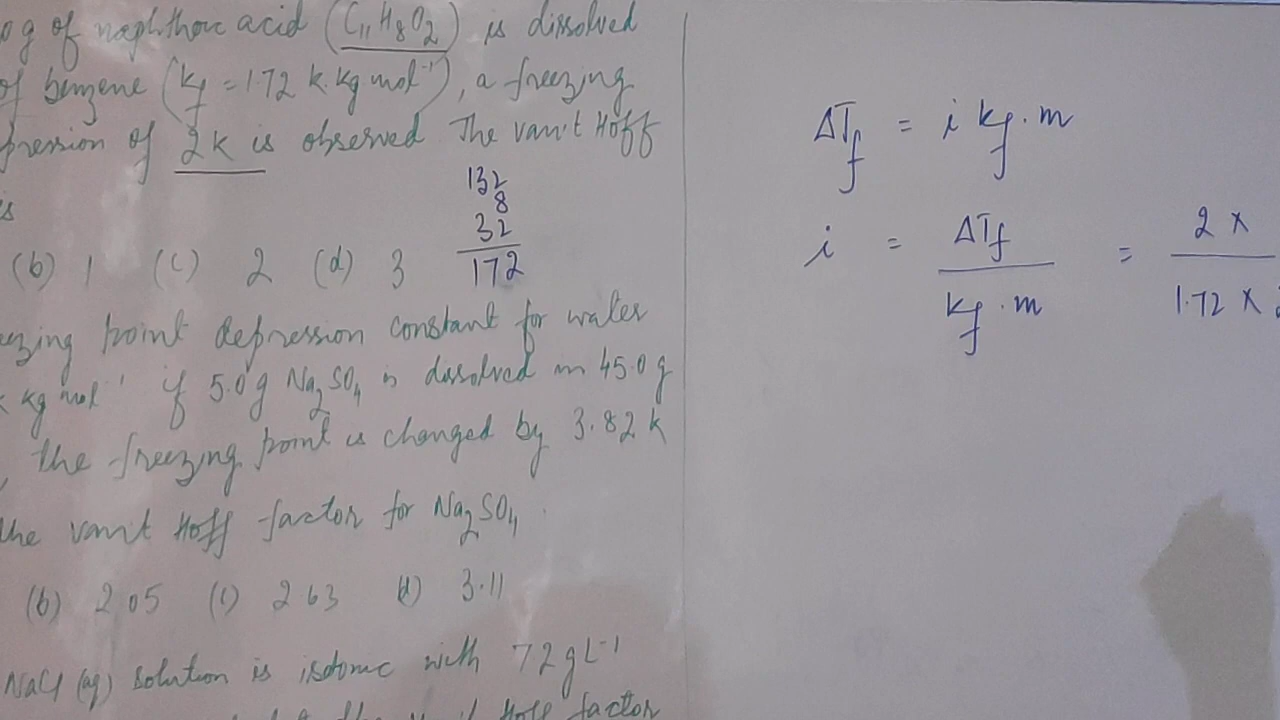 g of naphthoic acid (C11H8O2) is dissolved
of benzene (kf = 1.72 k.kg mol-1), a freezing
pression of 2k is observed The van't Hoff
is
132
8
32
172
(b) 1 (c) 2 (d) 3
ezing point depression constant for water
kg mol-1 if 5.0g Na2SO4 is dissolved in 45.0 g
, the freezing point is changed by 3.82 k
the van't Hoff factor for Na2SO4
(b) 2 05 (c) 2 63 d) 3.11
NaCl (aq) solution is isotonic with 72 g L-1
Hoff factor
ΔTf = i kf . m
i = ΔTf / kf . m = 2 x / 1.72 x